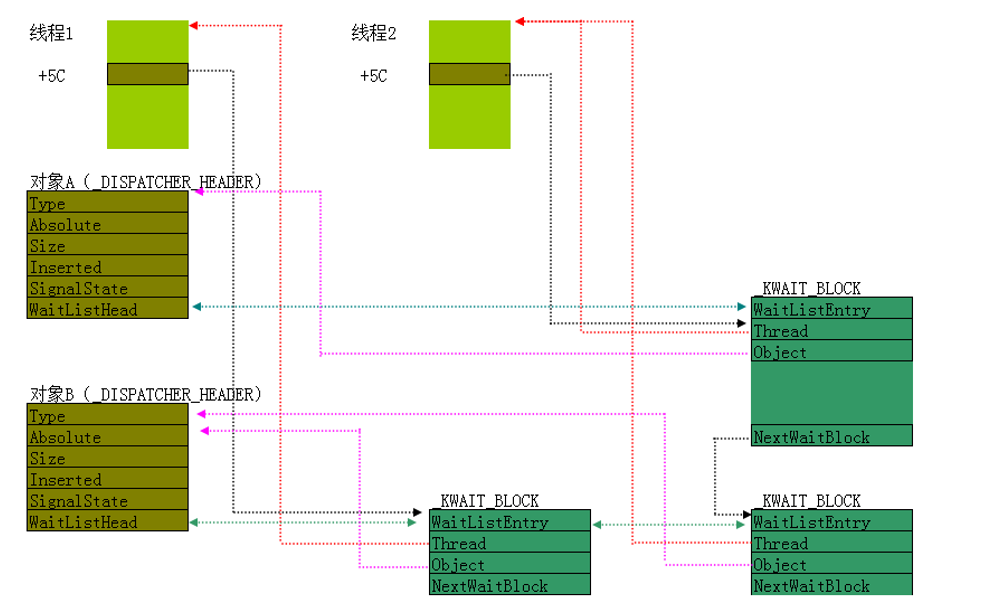 线程1
线程2
+5C
+5C
对象A (_DISPATCHER_HEADER)
Type
Absolute
Size
Inserted
SignalState
WaitListHead
_KWAIT_BLOCK
WaitListEntry
Thread
Object
NextWaitBlock
对象B (_DISPATCHER_HEADER)
Type
Absolute
Size
Inserted
SignalState
WaitListHead
_KWAIT_BLOCK
WaitListEntry
Thread
Object
NextWaitBlock
_KWAIT_BLOCK
WaitListEntry
Thread
Object
NextWaitBlock